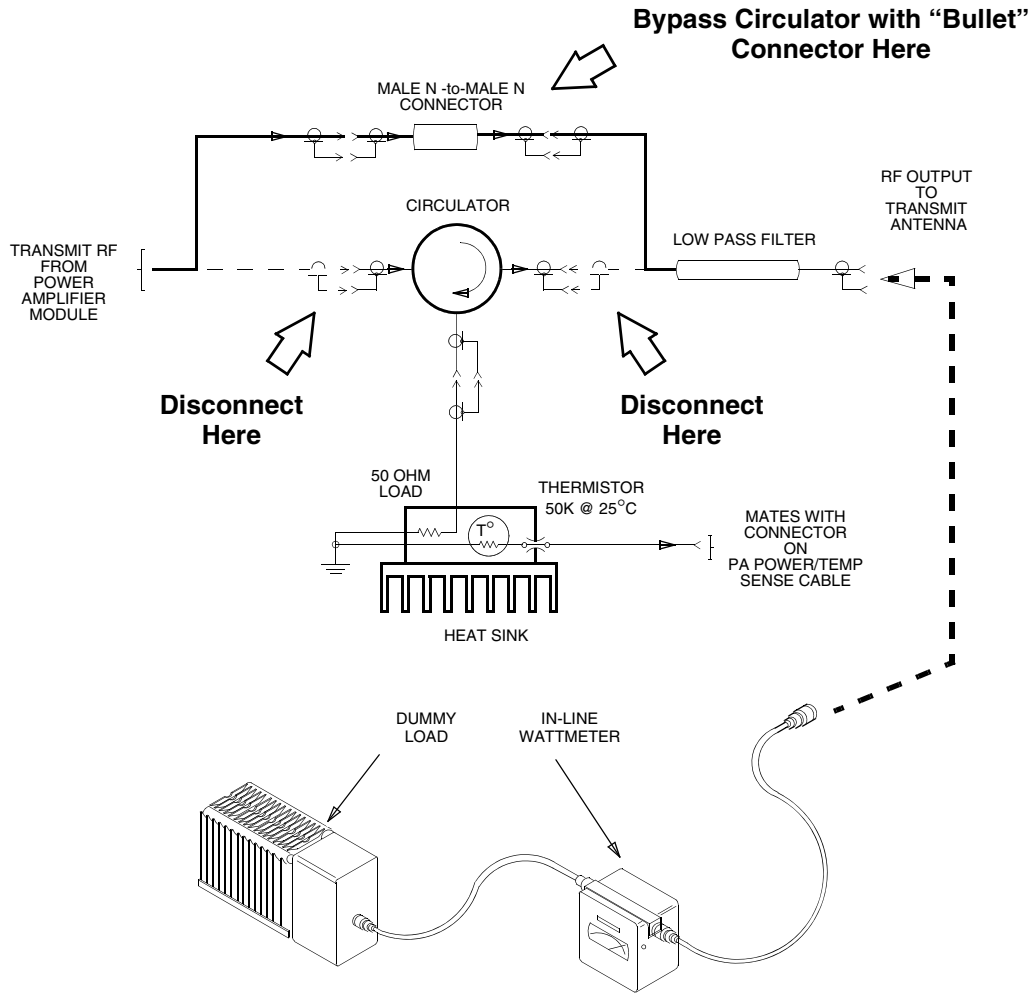 Bypass Circulator with “Bullet”
Connector Here
MALE N -to-MALE N
CONNECTOR
RF OUTPUT
TO
TRANSMIT
ANTENNA
CIRCULATOR
LOW PASS FILTER
TRANSMIT RF
FROM
POWER
AMPLIFIER
MODULE
Disconnect
Here
Disconnect
Here
50 OHM
LOAD
THERMISTOR
50K @ 25°C
T°
MATES WITH
CONNECTOR
ON
PA POWER/TEMP
SENSE CABLE
HEAT SINK
DUMMY
LOAD
IN-LINE
WATTMETER